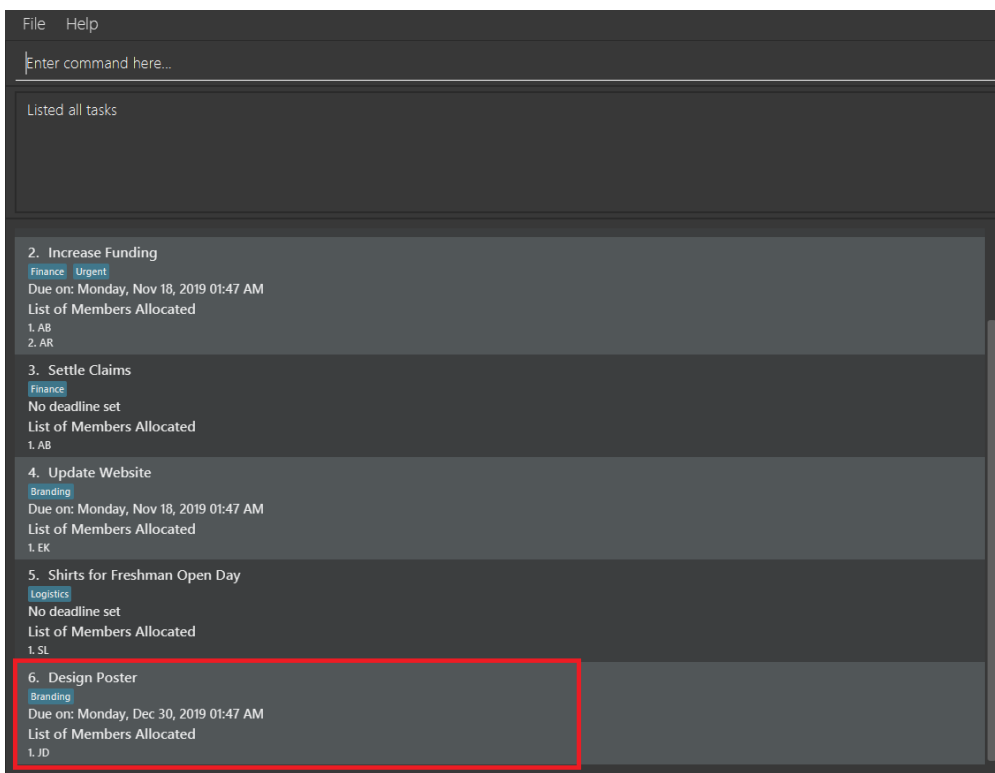 File Help
Enter command here...
Listed all tasks
2. Increase Funding
Finance Urgent
Due on: Monday, Nov 18, 2019 01:47 AM
List of Members Allocated
1. AB
2. AR
3. Settle Claims
Finance
No deadline set
List of Members Allocated
1. AB
4. Update Website
Branding
Due on: Monday, Nov 18, 2019 01:47 AM
List of Members Allocated
1. EK
5. Shirts for Freshman Open Day
Logistics
No deadline set
List of Members Allocated
1. SL
6. Design Poster
Branding
Due on: Monday, Dec 30, 2019 01:47 AM
List of Members Allocated
1. JD